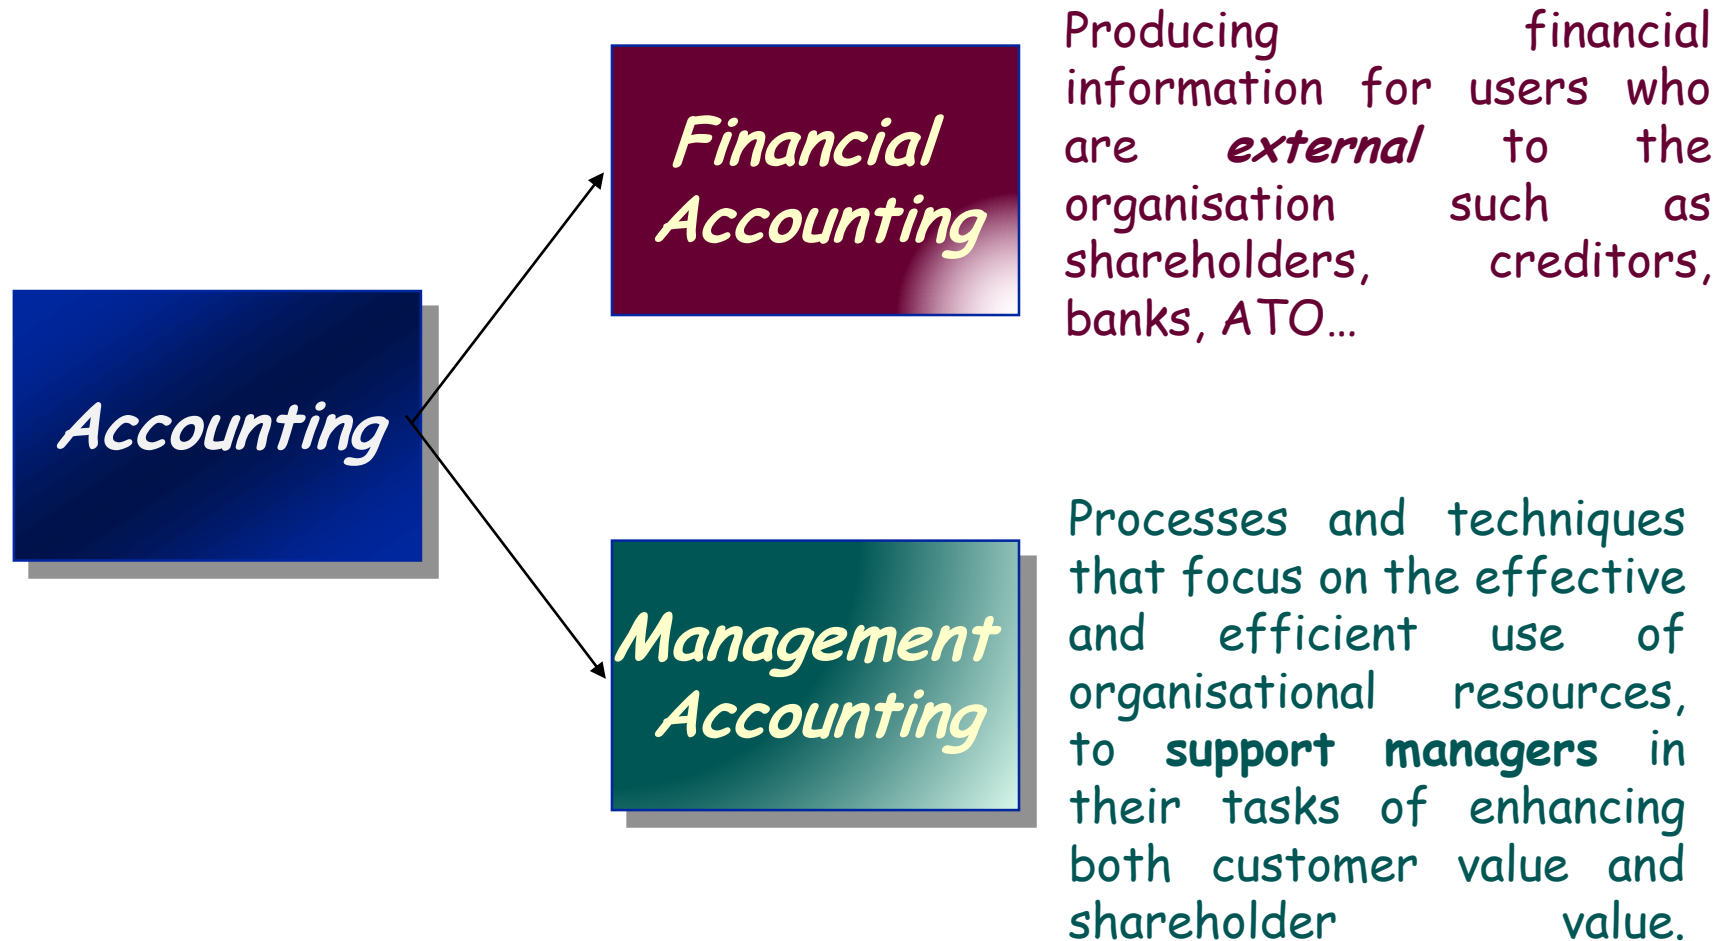 Accounting
Financial
Accounting
Producing financial
information for users who
are external to the
organisation such as
shareholders, creditors,
banks, ATO…
Management
Accounting
Processes and techniques
that focus on the effective
and efficient use of
organisational resources,
to support managers in
their tasks of enhancing
both customer value and
shareholder value.